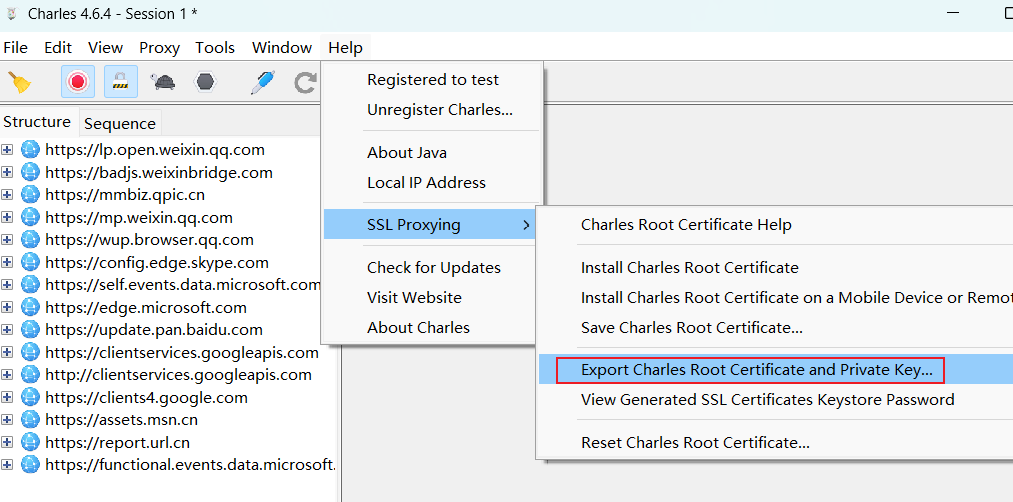 Charles 4.6.4 - Session 1 *
File Edit View Proxy Tools Window Help
Structure Sequence
https://lp.open.weixin.qq.com
https://badjs.weixinbridge.com
https://mmbiz.qpic.cn
https://mp.weixin.qq.com
https://wup.browser.qq.com
https://config.edge.skype.com
https://self.events.data.microsoft.com
https://edge.microsoft.com
https://update.pan.baidu.com
https://clientservices.googleapis.com
http://clientservices.googleapis.com
https://clients4.google.com
https://assets.msn.cn
https://report.url.cn
https://functional.events.data.microsoft.
Registered to test
Unregister Charles...
About Java
Local IP Address
SSL Proxying
Check for Updates
Visit Website
About Charles
Charles Root Certificate Help
Install Charles Root Certificate
Install Charles Root Certificate on a Mobile Device or Remot
Save Charles Root Certificate...
Export Charles Root Certificate and Private Key...
View Generated SSL Certificates Keystore Password
Reset Charles Root Certificate...